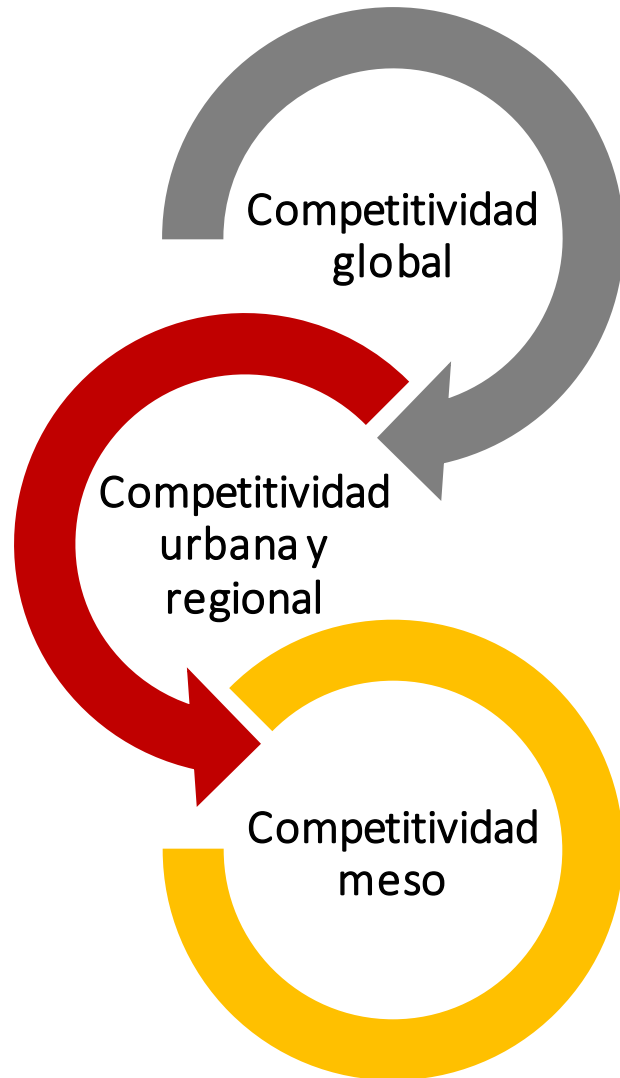 Competitividad
global
Competitividad
urbana y
regional
Competitividad
meso